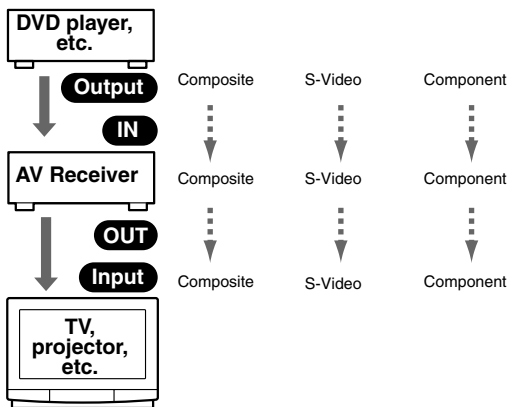 DVD player,
etc.
Output Composite S-Video Component
IN
AV Receiver Composite S-Video Component
OUT
Input Composite S-Video Component
TV,
projector,
etc.